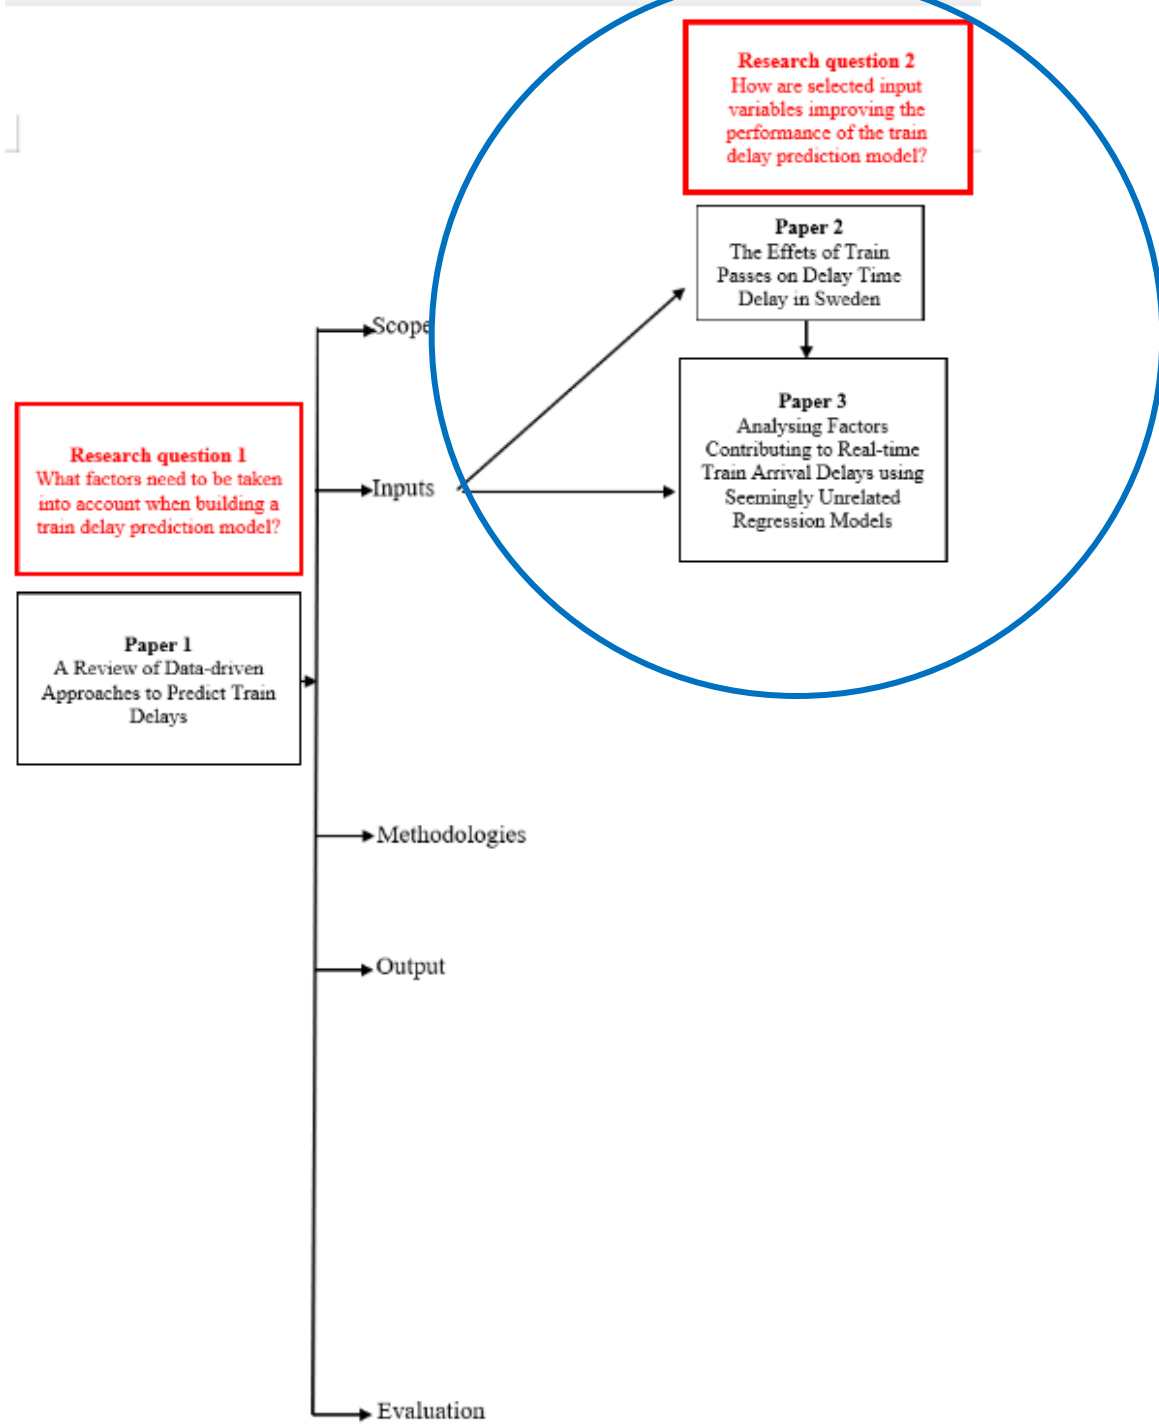 Research question 2
How are selected input
variables improving the
performance of the train
delay prediction model?
Paper 2
The Effets of Train
Passes on Delay Time
Delay in Sweden
Scope
Paper 3
Analysing Factors
Contributing to Real-time
Train Arrival Delays using
Seemingly Unrelated
Regression Models
Inputs
Research question 1
What factors need to be taken
into account when building a
train delay prediction model?
Paper 1
A Review of Data-driven
Approaches to Predict Train
Delays
Methodologies
Output
Evaluation